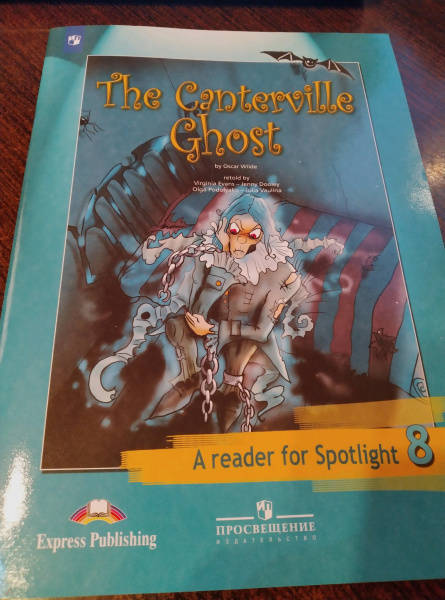 The Canterville
Ghost
by Oscar Wilde
retold by
Virginia Evans – Jenny Dooley
Olga Podolyako – Julia Vaulina
A reader for Spotlight 8
Express Publishing
ПРОСВЕЩЕНИЕ
ИЗДАТЕЛЬСТВО